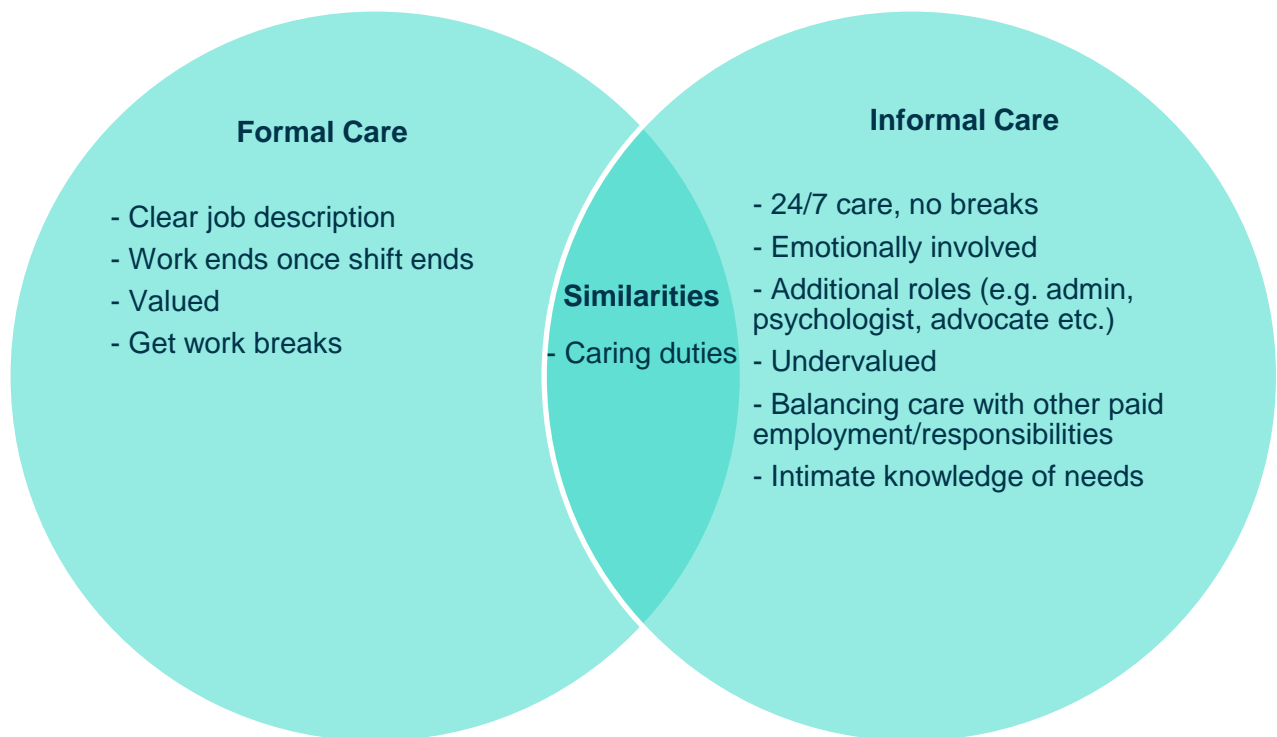 Formal Care
- Clear job description
- Work ends once shift ends
- Valued
- Get work breaks
Similarities
- Caring duties
Informal Care
- 24/7 care, no breaks
- Emotionally involved
- Additional roles (e.g. admin,
psychologist, advocate etc.)
- Undervalued
- Balancing care with other paid
employment/responsibilities
- Intimate knowledge of needs